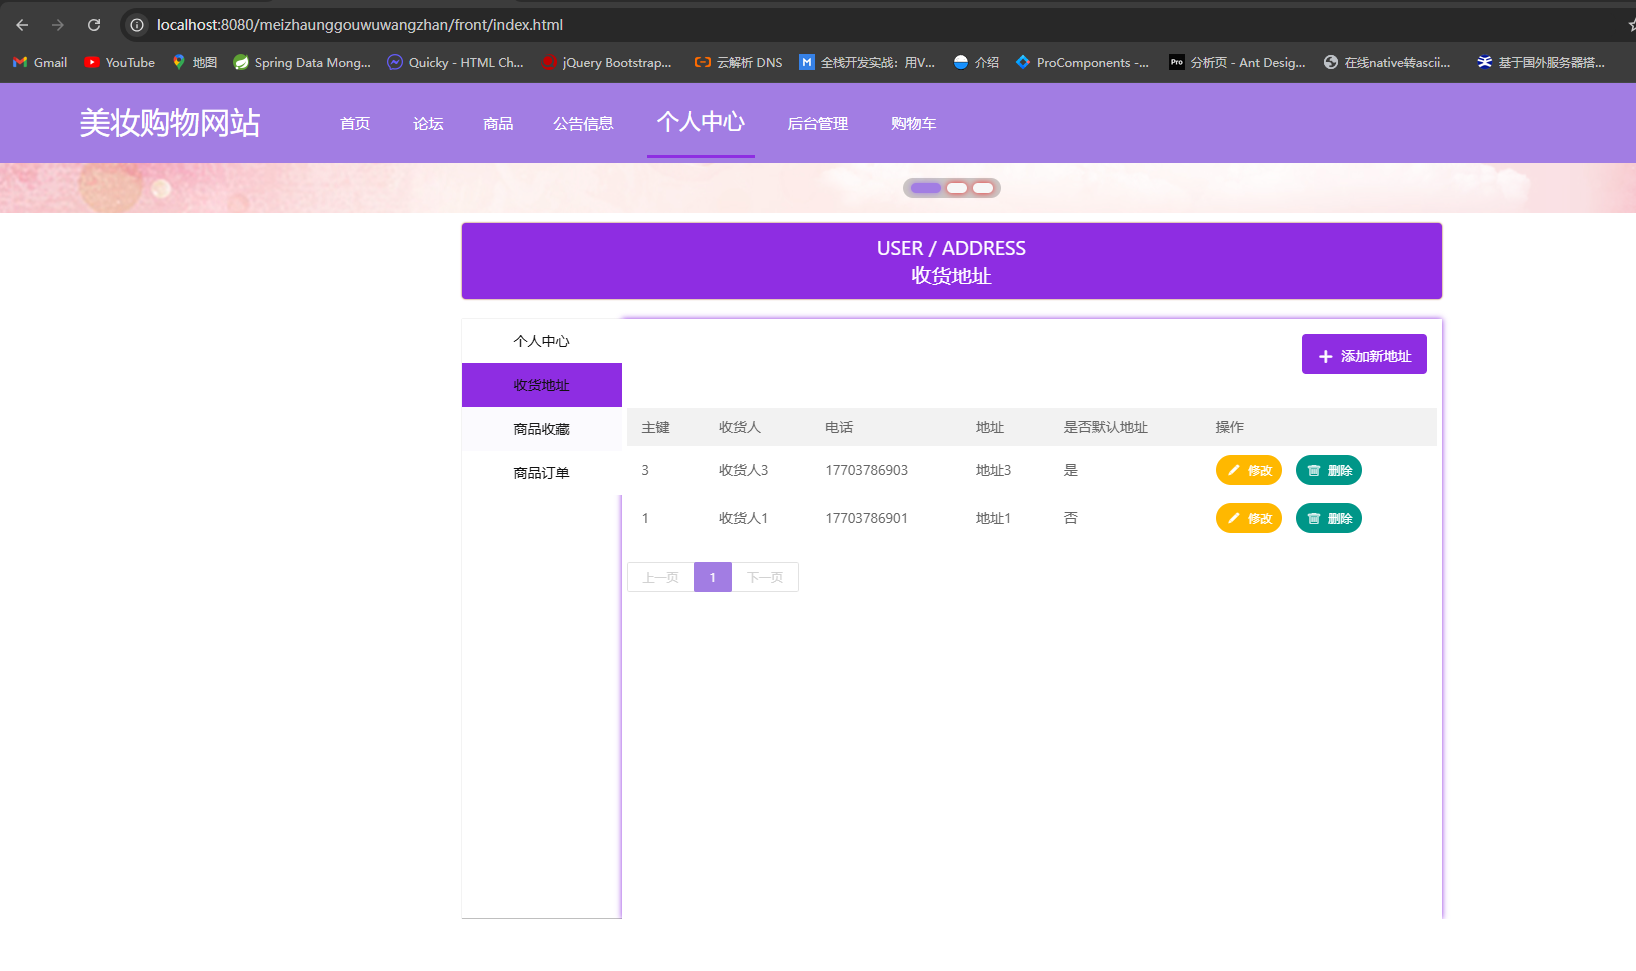 localhost:8080/meizhaunggouwuwangzhan/front/index.html
Gmail YouTube 地图 Spring Data Mong... Quicky - HTML Ch... jQuery Bootstrap... 云解析 DNS 全栈开发实战：用V... 介绍 ProComponents -... Pro 分析页 - Ant Desig... 在线native转ascii... 基于国外服务器搭...
美妆购物网站 首页 论坛 商品 公告信息 个人中心 后台管理 购物车
USER / ADDRESS
收货地址
个人中心
收货地址
商品收藏
商品订单
添加新地址
主键 收货人 电话 地址 是否默认地址 操作
3 收货人3 17703786903 地址3 是 修改 删除
1 收货人1 17703786901 地址1 否 修改 删除
上一页 1 下一页